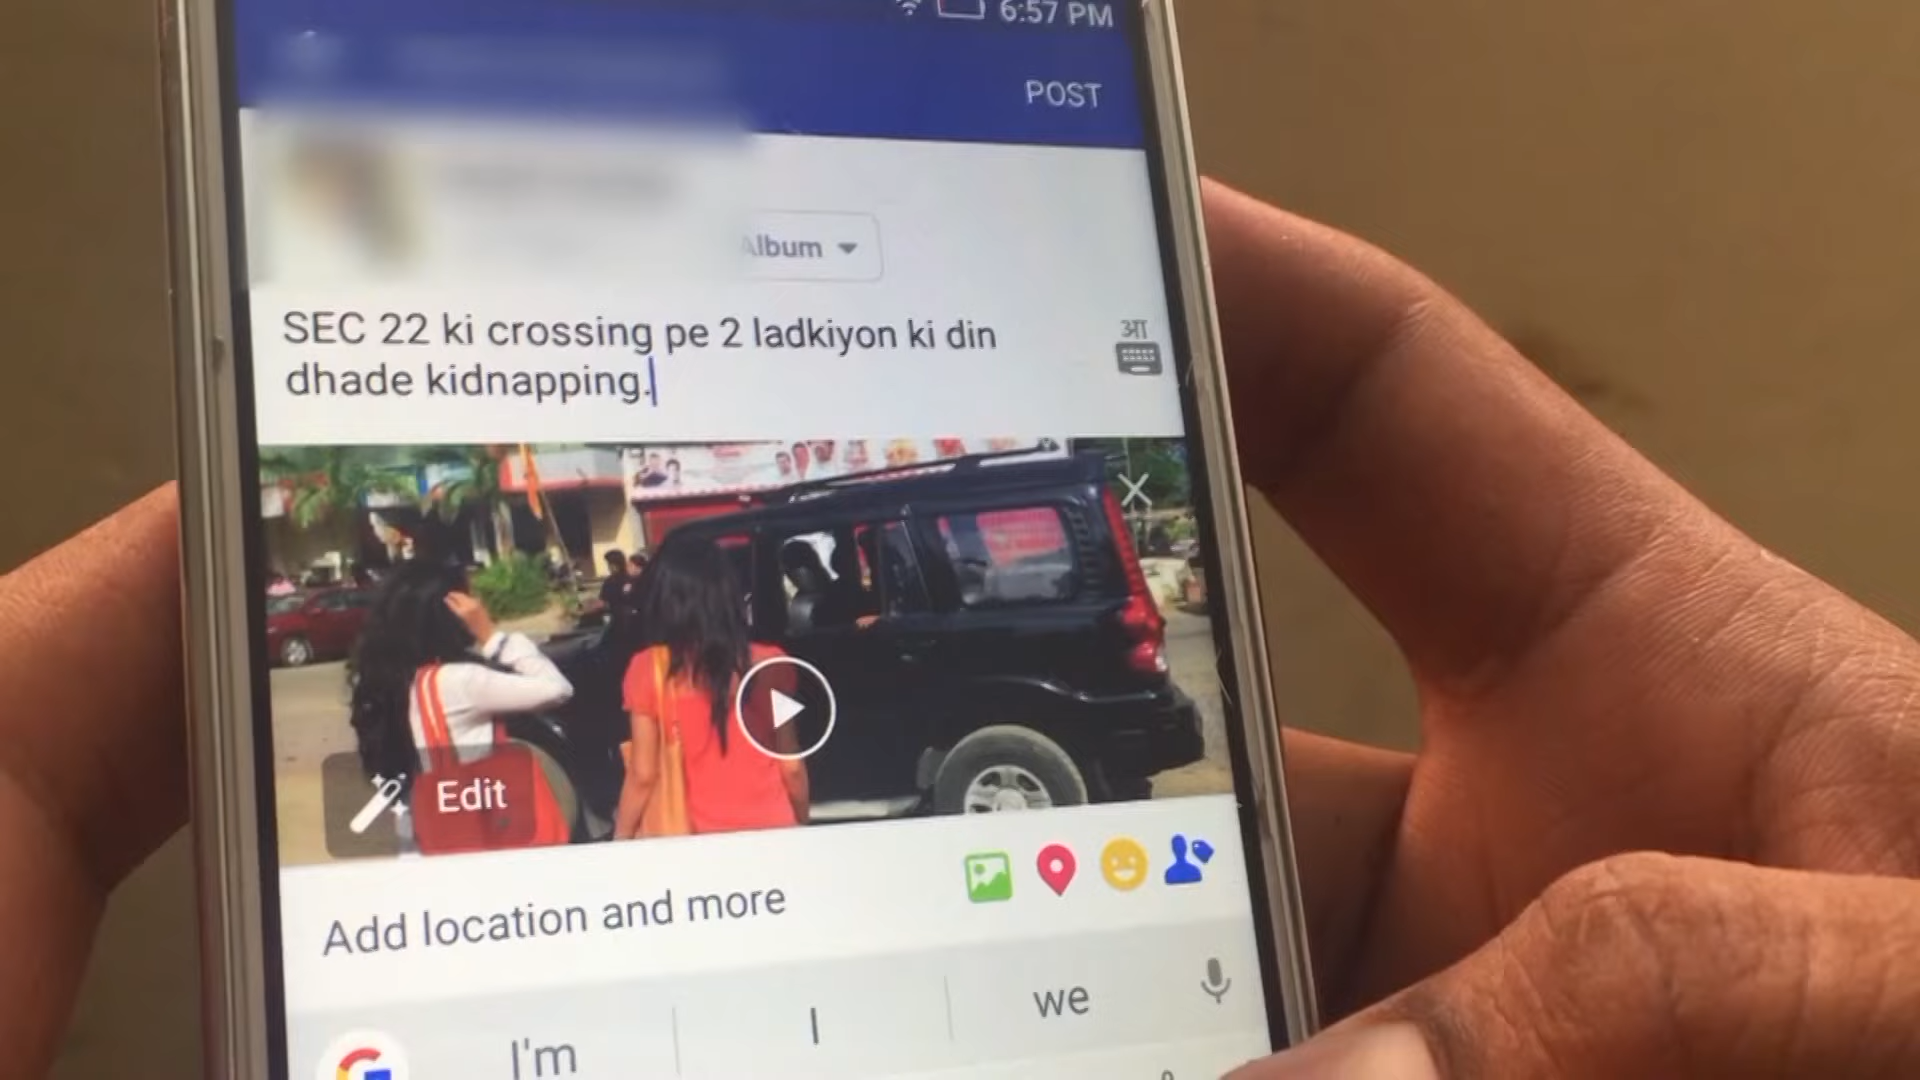 6:57 PM
POST
Album
SEC 22 ki crossing pe 2 ladkiyon ki din
dhade kidnapping.
अा
Edit
Add location and more
I'm
I
we